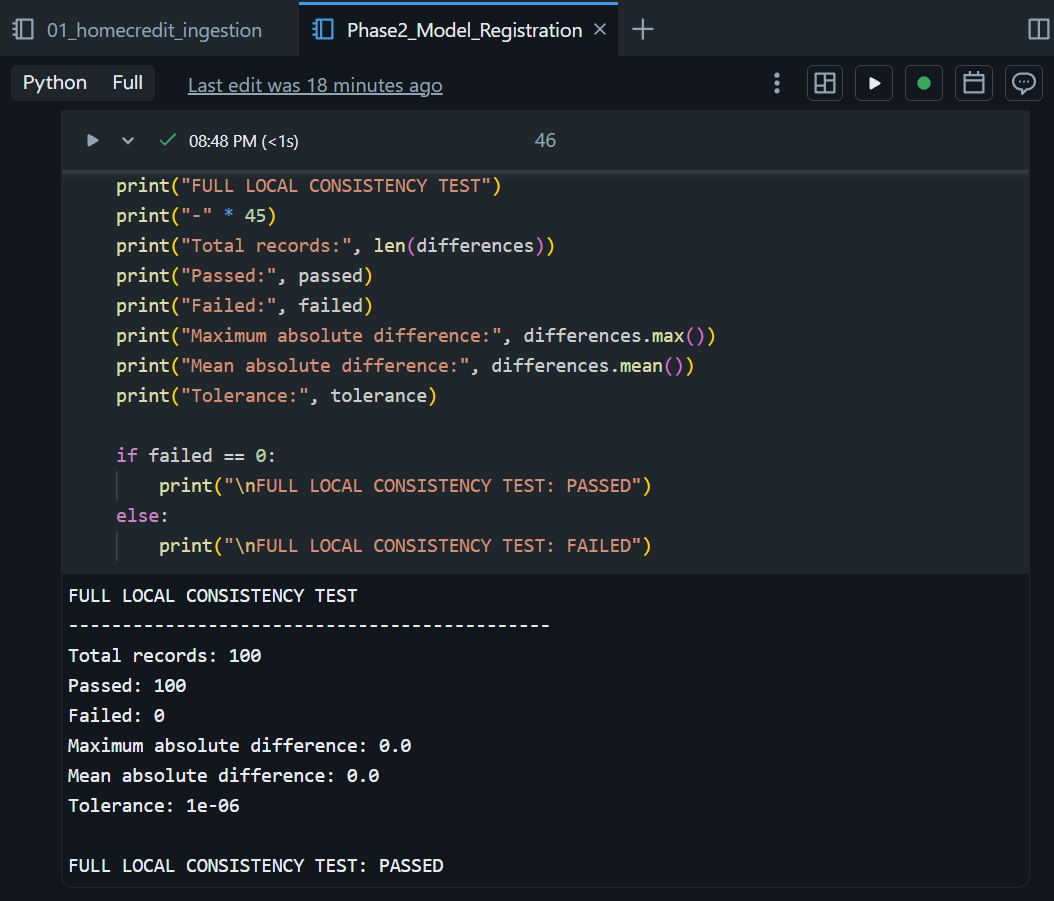 01_homecredit_ingestion
Phase2_Model_Registration
Python Full Last edit was 18 minutes ago
08:48 PM (<1s) 46
print("FULL LOCAL CONSISTENCY TEST")
print("-" * 45)
print("Total records:", len(differences))
print("Passed:", passed)
print("Failed:", failed)
print("Maximum absolute difference:", differences.max())
print("Mean absolute difference:", differences.mean())
print("Tolerance:", tolerance)
if failed == 0:
    print("\nFULL LOCAL CONSISTENCY TEST: PASSED")
else:
    print("\nFULL LOCAL CONSISTENCY TEST: FAILED")
FULL LOCAL CONSISTENCY TEST
---------------------------------------------
Total records: 100
Passed: 100
Failed: 0
Maximum absolute difference: 0.0
Mean absolute difference: 0.0
Tolerance: 1e-06
FULL LOCAL CONSISTENCY TEST: PASSED